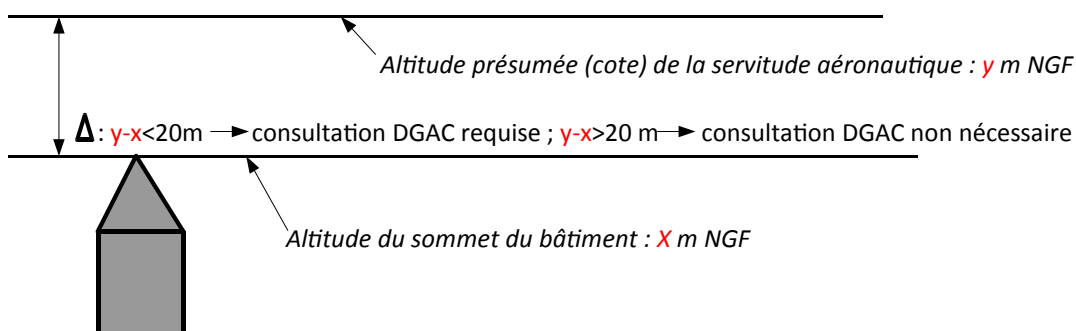 Altitude présumée (cote) de la servitude aéronautique : y m NGF
Δ : y-x<20m → consultation DGAC requise ; y-x>20 m → consultation DGAC non nécessaire
Altitude du sommet du bâtiment : X m NGF